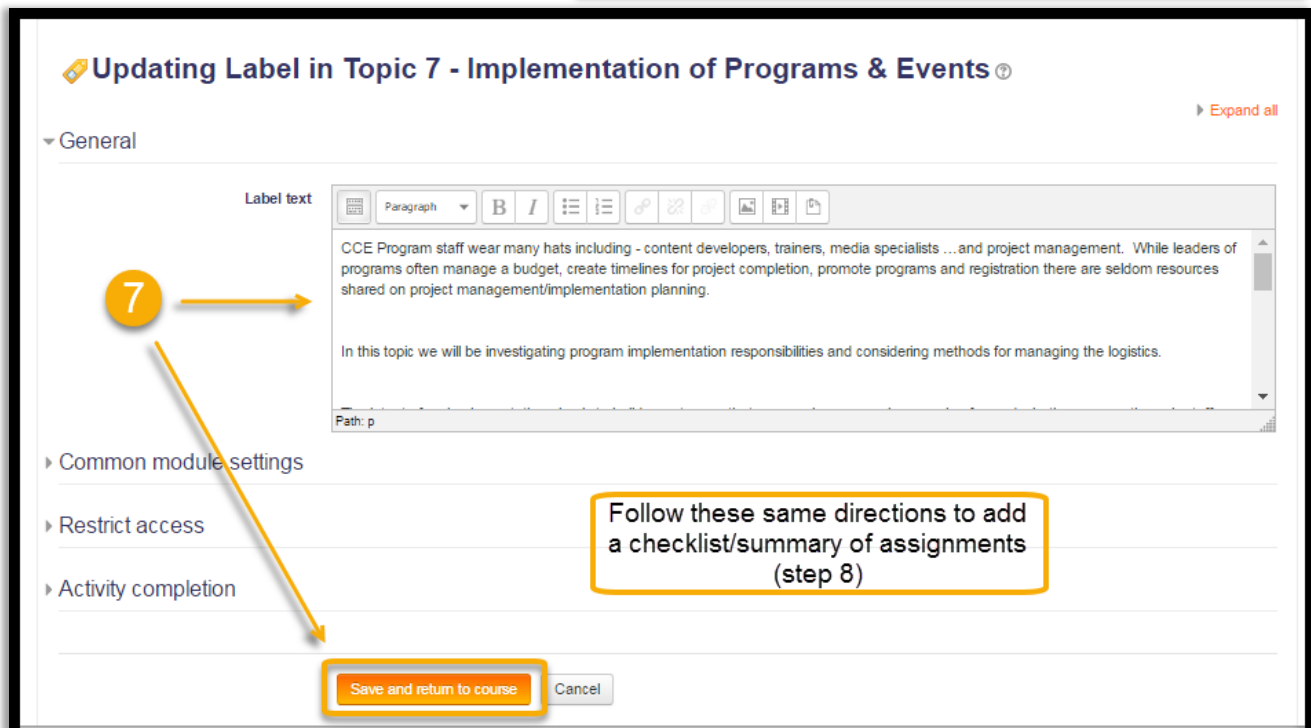 Updating Label in Topic 7 - Implementation of Programs & Events
Expand all
General
Label text
Paragraph
B I
CCE Program staff wear many hats including - content developers, trainers, media specialists …and project management. While leaders of
programs often manage a budget, create timelines for project completion, promote programs and registration there are seldom resources
shared on project management/implementation planning.
7
In this topic we will be investigating program implementation responsibilities and considering methods for managing the logistics.
Path: p
Common module settings
Restrict access
Follow these same directions to add
a checklist/summary of assignments
(step 8)
Activity completion
Save and return to course
Cancel